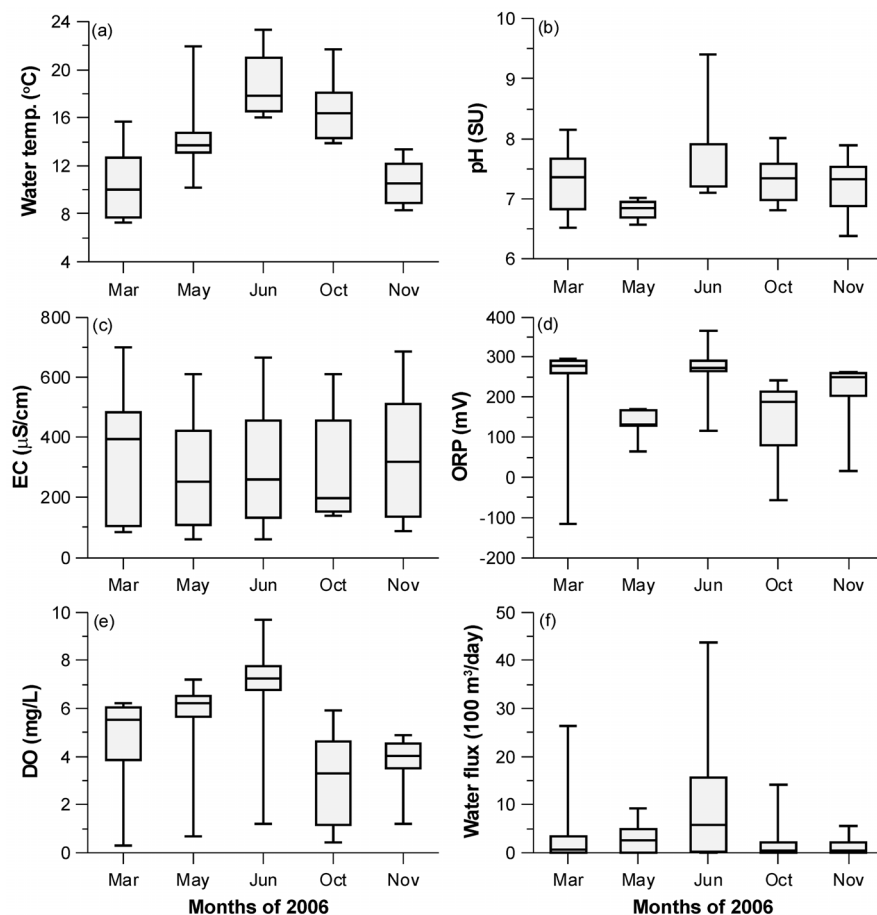 (a)
Water temp. (°C)
24
20
16
12
8
4
Mar May Jun Oct Nov
(b)
pH (SU)
10
9
8
7
6
Mar May Jun Oct Nov
(c)
EC (μS/cm)
800
600
400
200
0
Mar May Jun Oct Nov
(d)
ORP (mV)
400
300
200
100
0
-100
-200
Mar May Jun Oct Nov
(e)
DO (mg/L)
10
8
6
4
2
0
Mar May Jun Oct Nov
Months of 2006
(f)
Water flux (100 m³/day)
50
40
30
20
10
0
Mar May Jun Oct Nov
Months of 2006